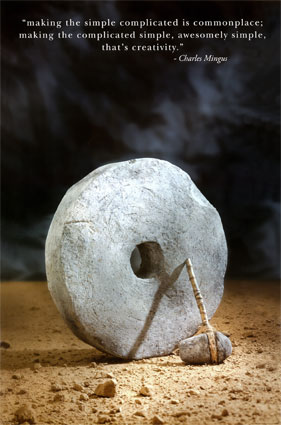 “making the simple complicated is commonplace;
making the complicated simple, awesomely simple,
that’s creativity.”
- Charles Mingus